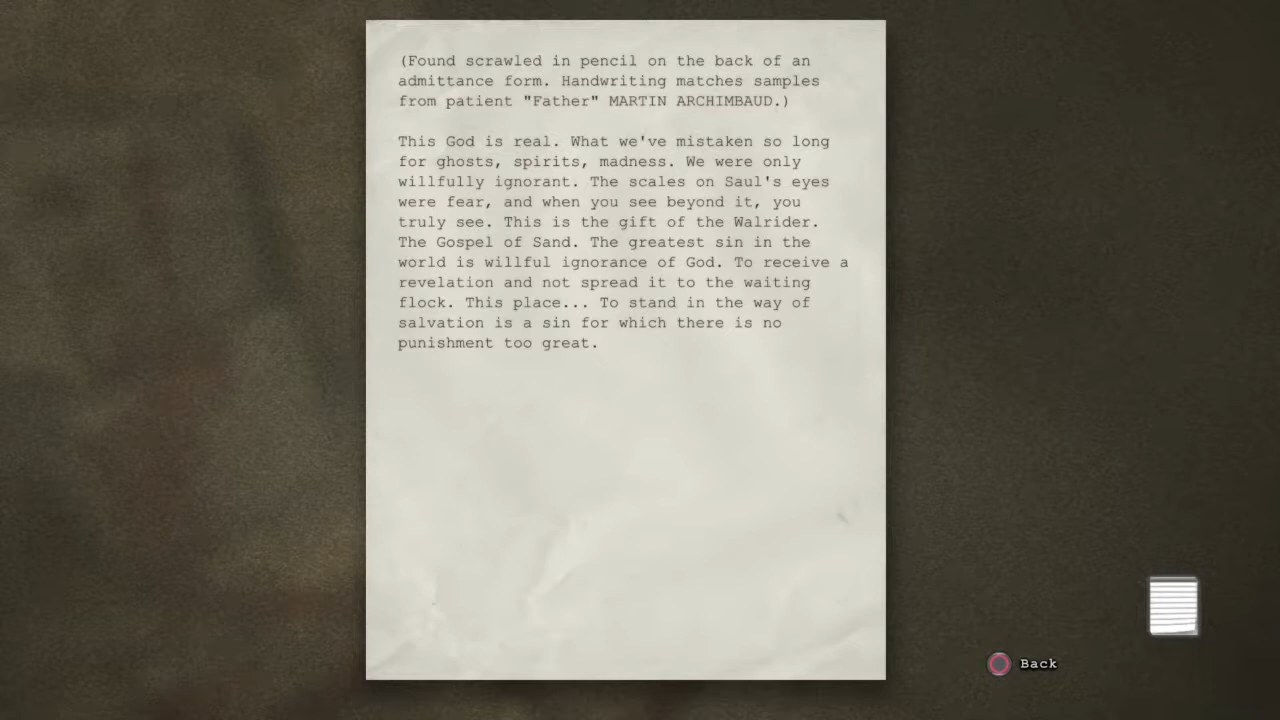 (Found scrawled in pencil on the back of an
admittance form. Handwriting matches samples
from patient "Father" MARTIN ARCHIMBAUD.)
This God is real. What we've mistaken so long
for ghosts, spirits, madness. We were only
willfully ignorant. The scales on Saul's eyes
were fear, and when you see beyond it, you
truly see. This is the gift of the Walrider.
The Gospel of Sand. The greatest sin in the
world is willful ignorance of God. To receive a
revelation and not spread it to the waiting
flock. This place... To stand in the way of
salvation is a sin for which there is no
punishment too great.
Back